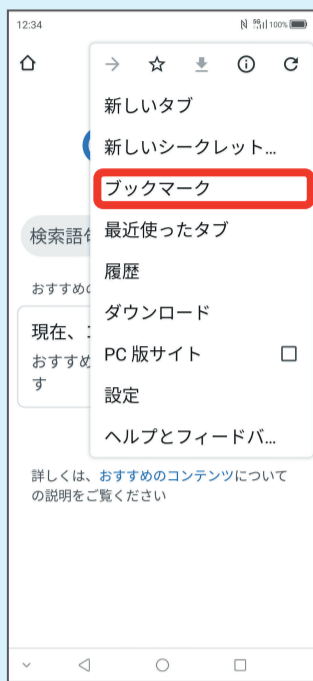 12:34
5G
100%
新しいタブ
新しいシークレット...
ブックマーク
検索語
最近使ったタブ
おすすめ
履歴
ダウンロード
現在、
PC 版サイト
おすすめ
す
設定
ヘルプとフィードバ...
詳しくは、おすすめのコンテンツについて
の説明をご覧ください